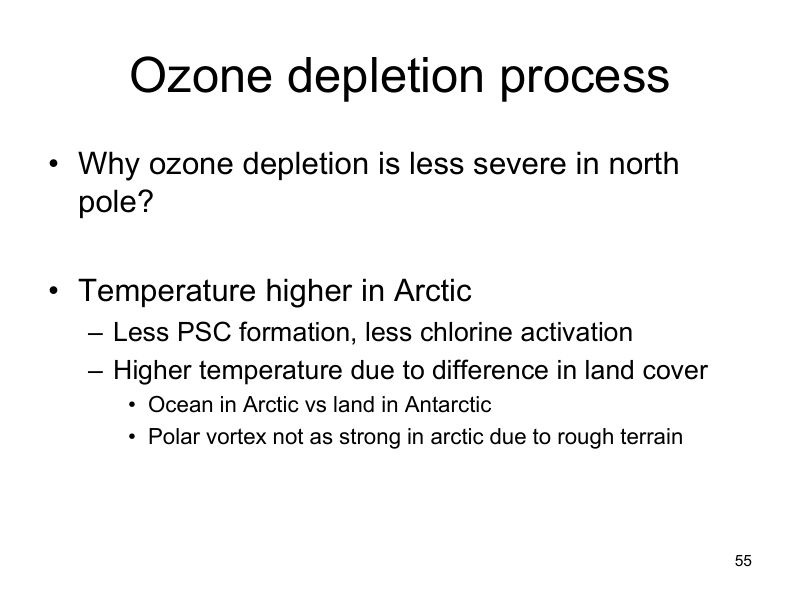 Ozone depletion process
• Why ozone depletion is less severe in north
pole?
• Temperature higher in Arctic
– Less PSC formation, less chlorine activation
– Higher temperature due to difference in land cover
• Ocean in Arctic vs land in Antarctic
• Polar vortex not as strong in arctic due to rough terrain
55